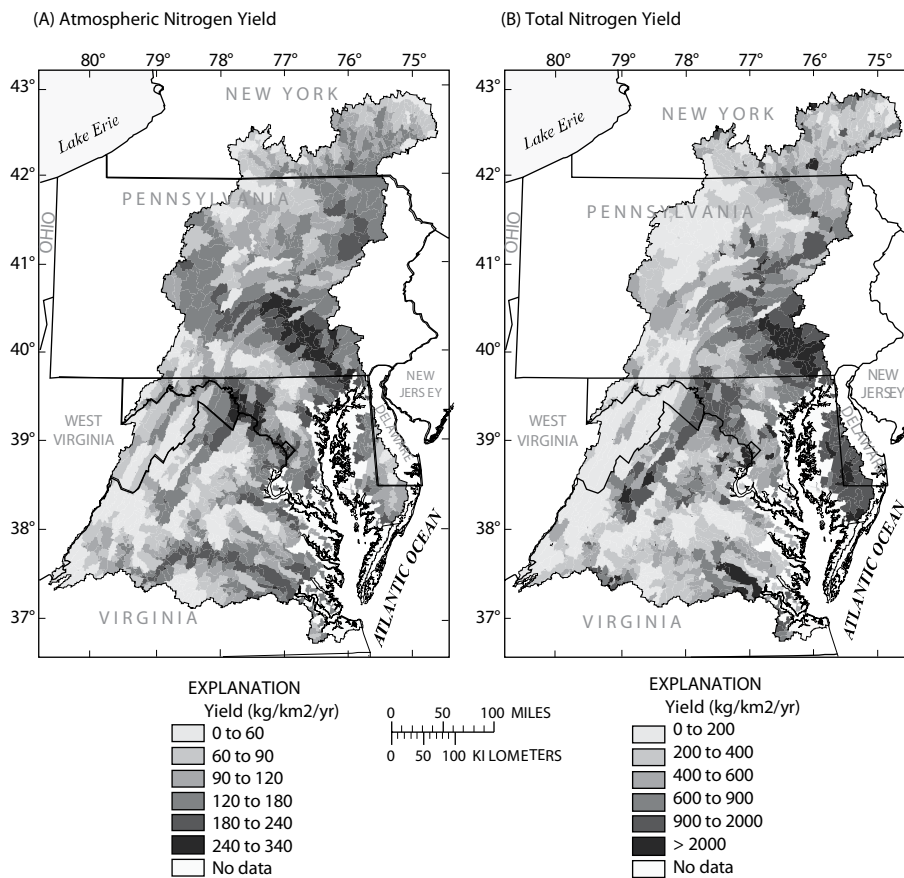 (A) Atmospheric Nitrogen Yield
(B) Total Nitrogen Yield
80° 79° 78° 77° 76° 75°
43°
42°
41°
40°
39°
38°
37°
NEW YORK
Lake Erie
PENNSYLVANIA
OHIO
NEW
JERSEY
WEST
VIRGINIA
DELAWARE
VIRGINIA
ATLANTIC OCEAN
80° 79° 78° 77° 76° 75°
43°
42°
41°
40°
39°
38°
37°
NEW YORK
Lake Erie
PENNSYLVANIA
OHIO
NEW
JERSEY
WEST
VIRGINIA
DELAWARE
VIRGINIA
ATLANTIC OCEAN
EXPLANATION
Yield (kg/km2/yr)
0 to 60
60 to 90
90 to 120
120 to 180
180 to 240
240 to 340
No data
0 50 100 MILES
0 50 100 KILOMETERS
EXPLANATION
Yield (kg/km2/yr)
0 to 200
200 to 400
400 to 600
600 to 900
900 to 2000
> 2000
No data